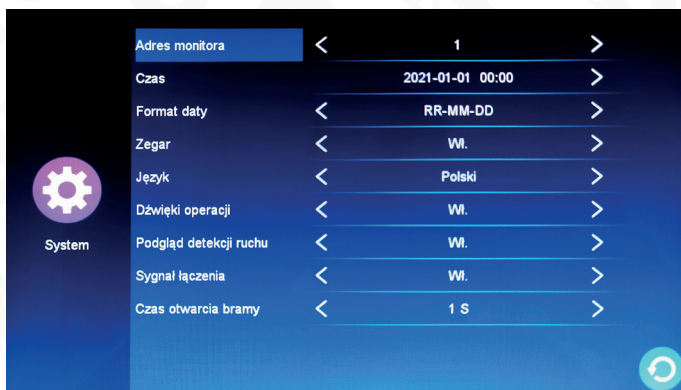 Adres monitora 1
Czas 2021-01-01 00:00
Format daty RR-MM-DD
Zegar Wł.
Język Polski
Dźwięki operacji Wł.
System
Podgląd detekcji ruchu Wł.
Sygnał łączenia Wł.
Czas otwarcia bramy 1 S